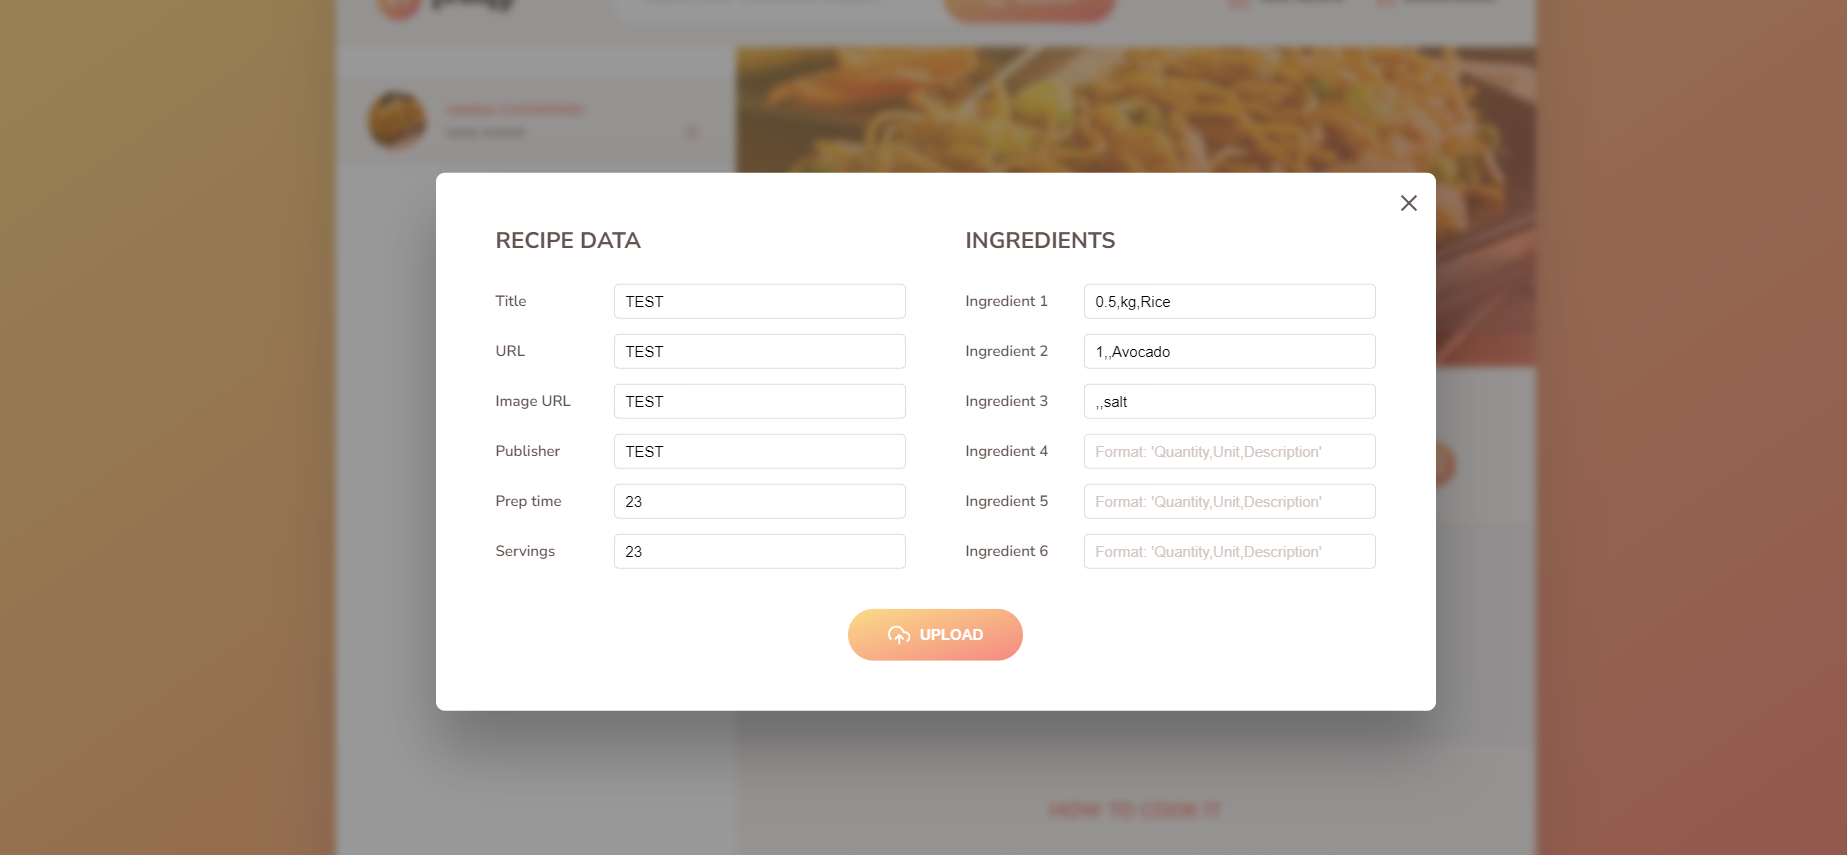 RECIPE DATA
Title
TEST
URL
TEST
Image URL
TEST
Publisher
TEST
Prep time
23
Servings
23
INGREDIENTS
Ingredient 1
0.5,kg,Rice
Ingredient 2
1,,Avocado
Ingredient 3
,,salt
Ingredient 4
Format: 'Quantity,Unit,Description'
Ingredient 5
Format: 'Quantity,Unit,Description'
Ingredient 6
Format: 'Quantity,Unit,Description'
UPLOAD
HOW TO COOK IT